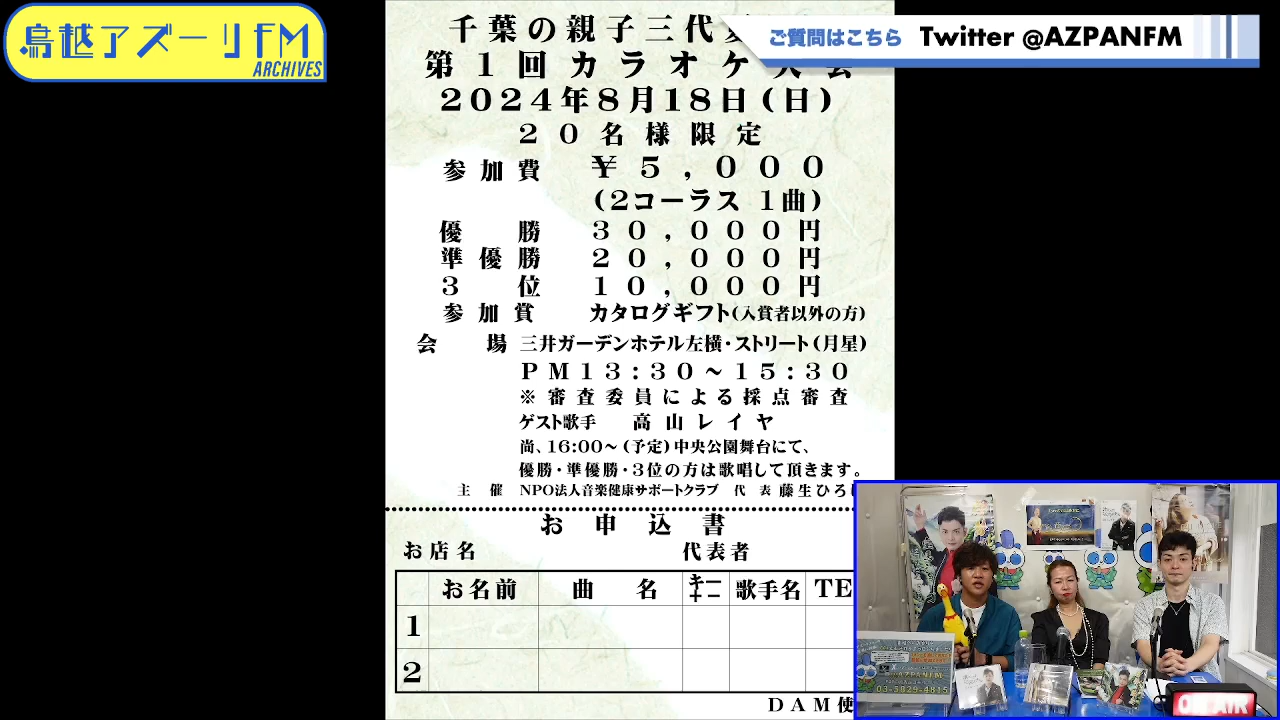 鳥越アズーリFM
ARCHIVES
ご質問はこちら Twitter @AZPANFM
千葉の親子三代
第1回カラオケ大会
2024年8月18日(日)
20名様限定
参加費 ¥5,000
(2コーラス 1曲)
優勝 30,000円
準優勝 20,000円
3位 10,000円
参加賞 カタログギフト(入賞者以外の方)
会場 三井ガーデンホテル左横・ストリート(月星)
PM13:30~15:30
※審査委員による採点審査
ゲスト歌手 高山レイヤ
尚、16:00~(予定)中央公園舞台にて、
優勝・準優勝・3位の方は歌唱して頂きます。
主催 NPO法人音楽健康サポートクラブ 代表 藤生ひろし
お申込書
お店名 代表者
お名前 曲名 キー +- 歌手名 TE
1
2
DAM使
AZPANFM
03-5829-4815
ON AIR